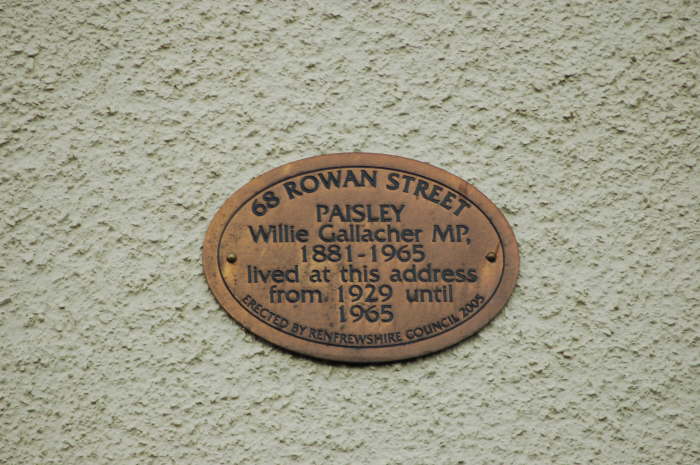 68 ROWAN STREET
PAISLEY
Willie Gallacher MP,
1881-1965
lived at this address
from 1929 until
1965
ERECTED BY RENFREWSHIRE COUNCIL 2005